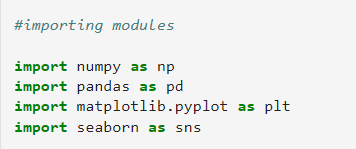 #importing modules
import numpy as np
import pandas as pd
import matplotlib.pyplot as plt
import seaborn as sns